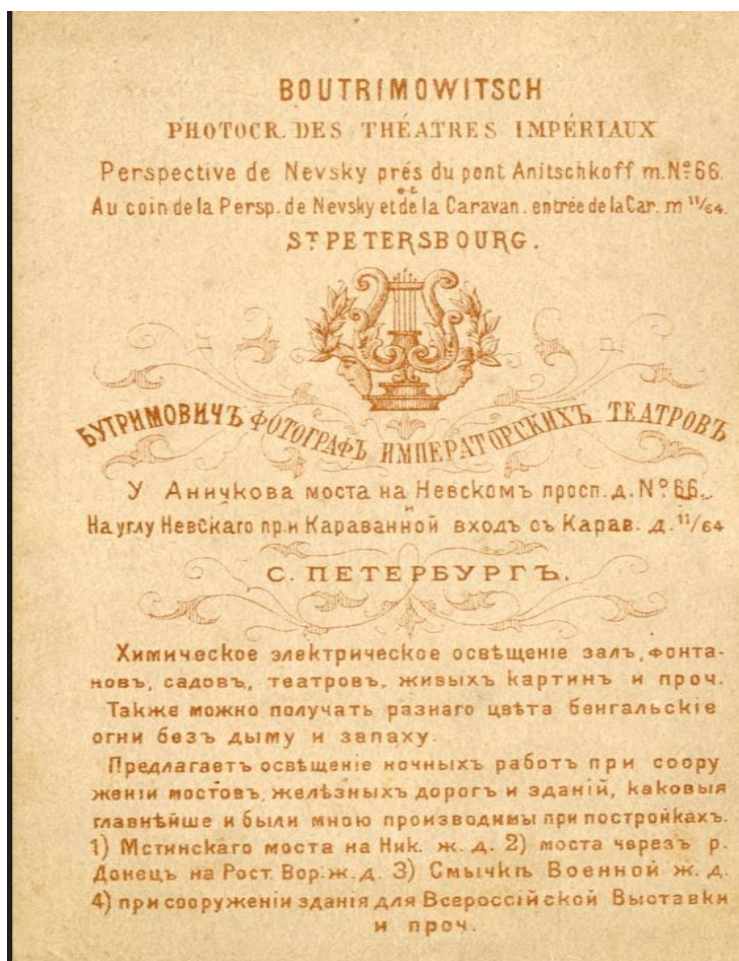 BOUTRIMOWITSCH
PHOTOGR. DES THÉATRES IMPÉRIAUX
Perspective de Nevsky prés du pont Anitschkoff m. Nº 66.
et
Au coin de la Persp. de Nevsky et de la Caravan. entrée de la Car. m 11/64.
ST PETERSBOURG.
БУТРИМОВИЧЪ ФОТОГРАФЪ ИМПЕРАТОРСКИХЪ ТЕАТРОВЪ
У Аничкова моста на Невскомъ просп. д. Nº 66.
и
На углу Невскаго пр. и Караванной входъ съ Карав. д. 11/64
С. ПЕТЕРБУРГЪ.
Химическое электрическое освѣщеніе залъ, фонта-
новъ, садовъ, театровъ, живыхъ картинъ и проч.
Также можно получать разнаго цвѣта бенгальскіе
огни безъ дыму и запаху.
Предлагаетъ освѣщеніе ночныхъ работъ при соору
женіи мостовъ, желѣзныхъ дорогъ и зданій, каковыя
главнѣйше и были мною производимы при постройкахъ.
1) Мстинскаго моста на Ник. ж. д. 2) моста черезъ р.
Донецъ на Рост. Вор. ж. д. 3) Смычкѣ Военной ж. д.
4) при сооруженіи зданія для Всероссійской Выставки
и проч.